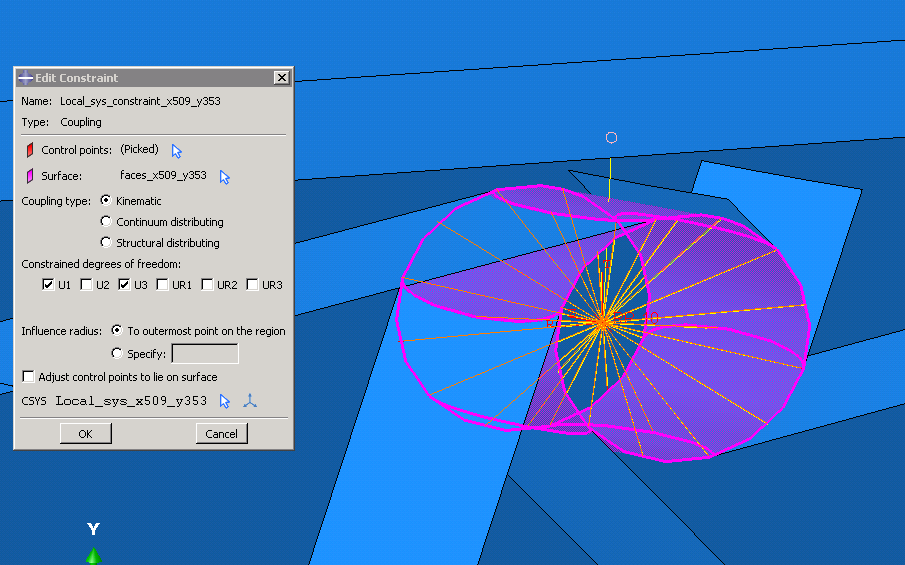 Edit Constraint
Name: Local_sys_constraint_x509_y353
Type: Coupling
Control points: (Picked)
Surface: faces_x509_y353
Coupling type: Kinematic
Continuum distributing
Structural distributing
Constrained degrees of freedom:
U1 U2 U3 UR1 UR2 UR3
Influence radius: To outermost point on the region
Specify:
Adjust control points to lie on surface
CSYS Local_sys_x509_y353
OK Cancel
Y